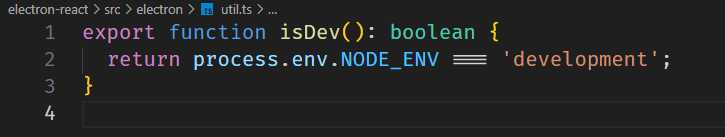 electron-react > src > electron > TS util.ts > ...
1 export function isDev(): boolean {
2   return process.env.NODE_ENV === 'development';
3 }
4